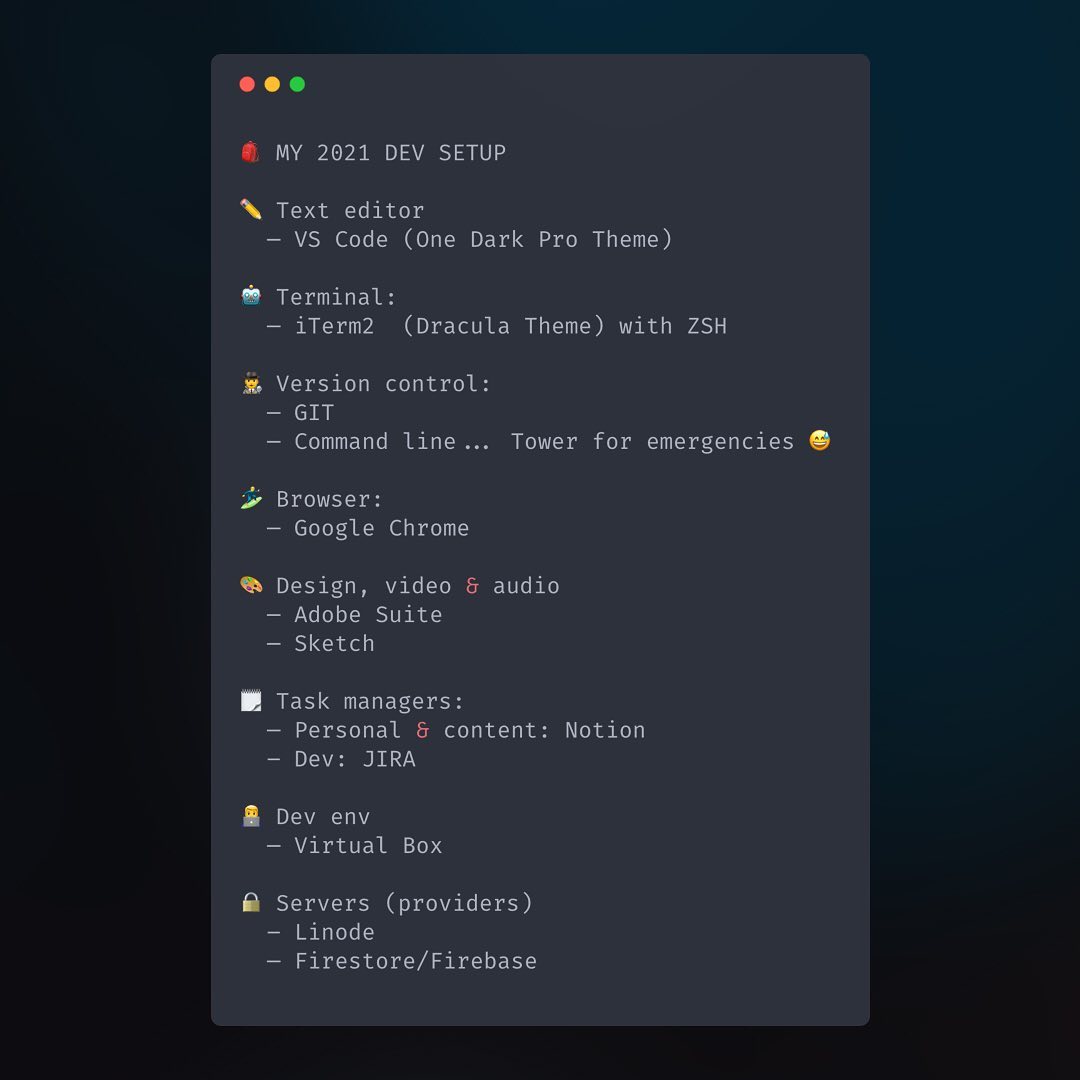 🎒 MY 2021 DEV SETUP
✏️ Text editor
– VS Code (One Dark Pro Theme)
🤖 Terminal:
– iTerm2  (Dracula Theme) with ZSH
🕵️ Version control:
– GIT
– Command line... Tower for emergencies 😅
🏄 Browser:
– Google Chrome
🎨 Design, video & audio
– Adobe Suite
– Sketch
🗒️ Task managers:
– Personal & content: Notion
– Dev: JIRA
👨‍💻 Dev env
– Virtual Box
🔒 Servers (providers)
– Linode
– Firestore/Firebase